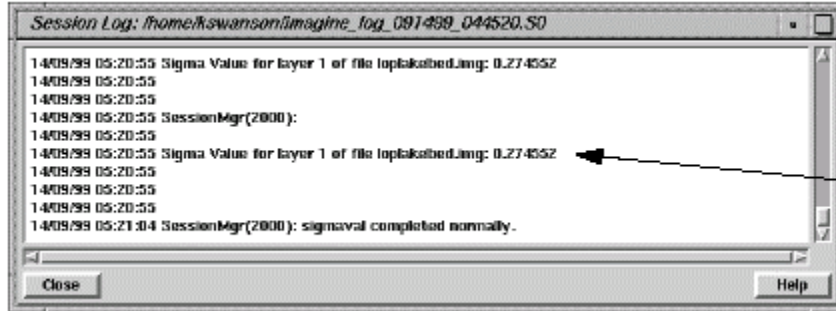 Session Log: /home/kswanson/imagine_log_091499_044520.S0
14/09/99 05:20:55 Sigma Value for layer 1 of file loplakebed.img: 0.274552
14/09/99 05:20:55
14/09/99 05:20:55
14/09/99 05:20:55 SessionMgr(2000):
14/09/99 05:20:55
14/09/99 05:20:55 Sigma Value for layer 1 of file loplakebed.img: 0.274552
14/09/99 05:20:55
14/09/99 05:20:55
14/09/99 05:20:55
14/09/99 05:21:04 SessionMgr(2000): sigmaval completed normally.
Close
Help